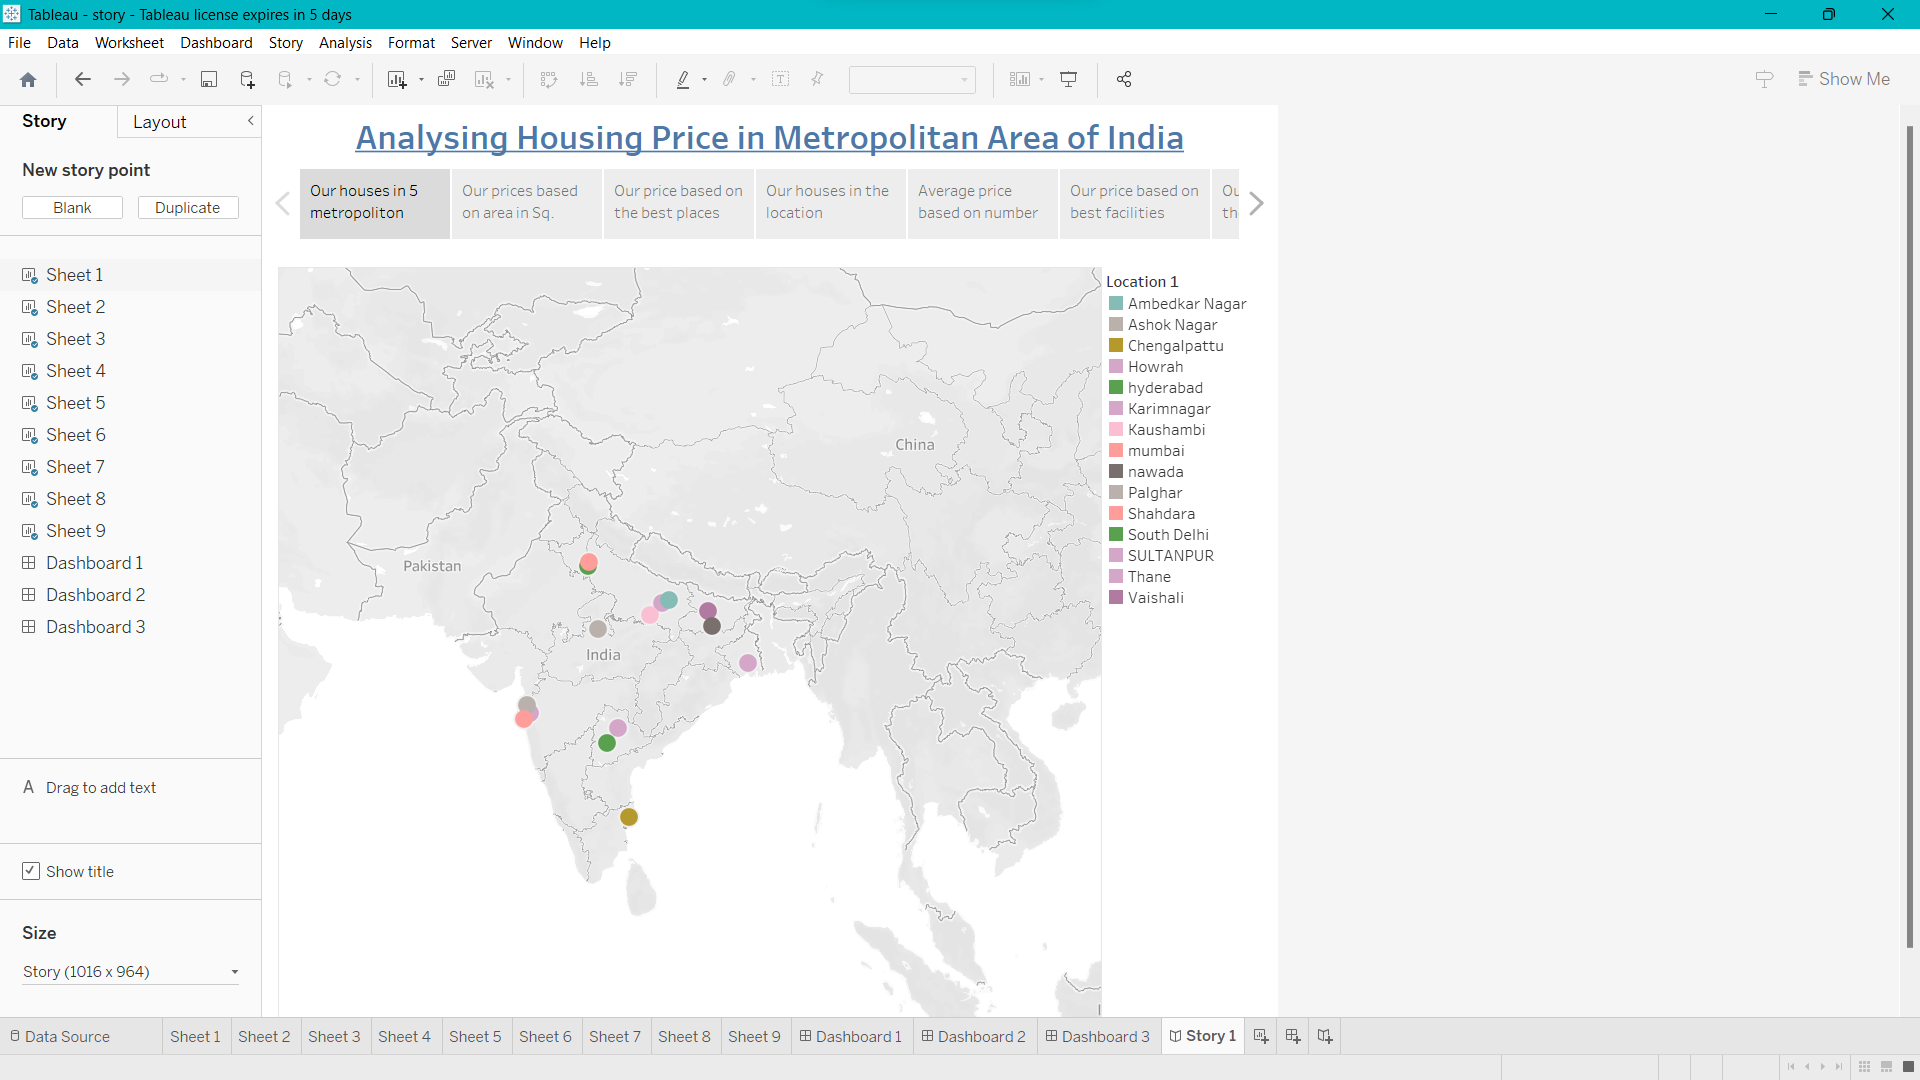 Tableau - story - Tableau license expires in 5 days
File Data Worksheet Dashboard Story Analysis Format Server Window Help
Show Me
Story Layout
New story point
Blank Duplicate
Sheet 1
Sheet 2
Sheet 3
Sheet 4
Sheet 5
Sheet 6
Sheet 7
Sheet 8
Sheet 9
Dashboard 1
Dashboard 2
Dashboard 3
A Drag to add text
Show title
Size
Story (1016 x 964)
Analysing Housing Price in Metropolitan Area of India
Our houses in 5
metropoliton
Our prices based
on area in Sq.
Our price based on
the best places
Our houses in the
location
Average price
based on number
Our price based on
best facilities
Ou
th
China
Pakistan
India
Location 1
Ambedkar Nagar
Ashok Nagar
Chengalpattu
Howrah
hyderabad
Karimnagar
Kaushambi
mumbai
nawada
Palghar
Shahdara
South Delhi
SULTANPUR
Thane
Vaishali
Data Source Sheet 1 Sheet 2 Sheet 3 Sheet 4 Sheet 5 Sheet 6 Sheet 7 Sheet 8 Sheet 9 Dashboard 1 Dashboard 2 Dashboard 3 Story 1